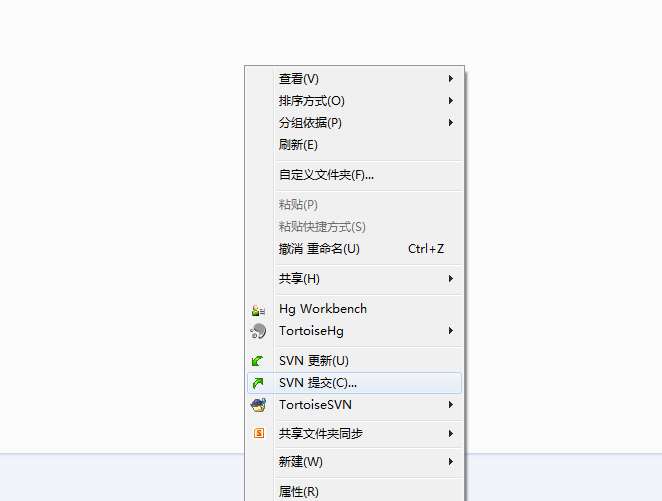 查看(V)
排序方式(O)
分组依据(P)
刷新(E)
自定义文件夹(F)...
粘贴(P)
粘贴快捷方式(S)
撤消 重命名(U) Ctrl+Z
共享(H)
Hg Workbench
TortoiseHg
SVN 更新(U)
SVN 提交(C)...
TortoiseSVN
共享文件夹同步
新建(W)
属性(R)